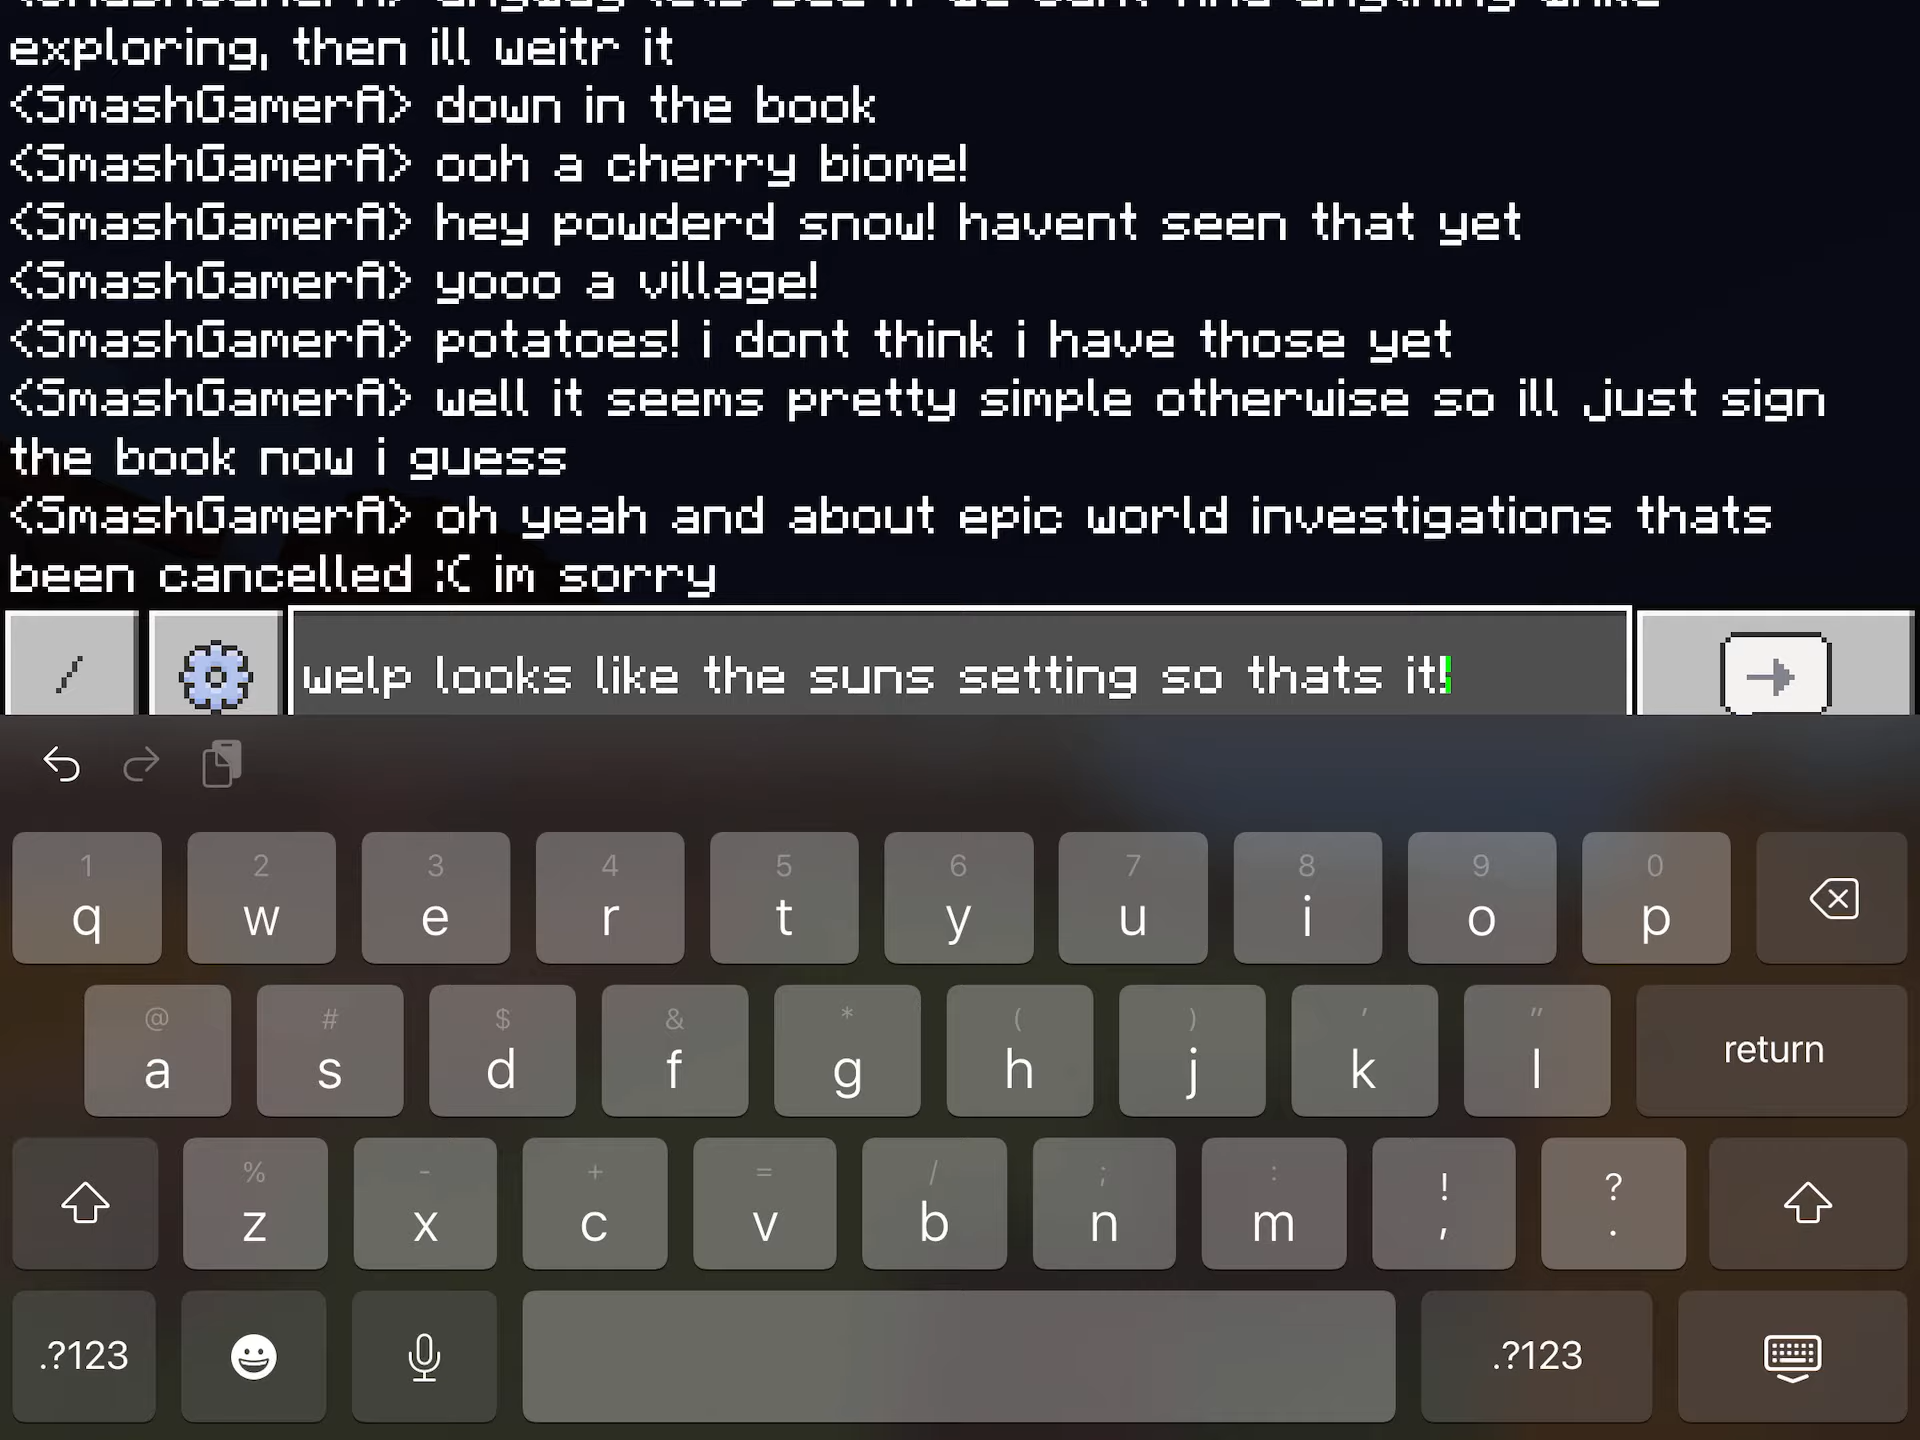 exploring, then ill weitr it
<SmashGamerA> down in the book
<SmashGamerA> ooh a cherry biome!
<SmashGamerA> hey powderd snow! havent seen that yet
<SmashGamerA> yooo a village!
<SmashGamerA> potatoes! i dont think i have those yet
<SmashGamerA> well it seems pretty simple otherwise so ill just sign
the book now i guess
<SmashGamerA> oh yeah and about epic world investigations thats
been cancelled :( im sorry
/
welp looks like the suns setting so thats it!
1 2 3 4 5 6 7 8 9 0
q w e r t y u i o p
@ # $ & * ( ) ' "
a s d f g h j k l return
% - + = / ; : ! ?
z x c v b n m , .
.?123 .?123